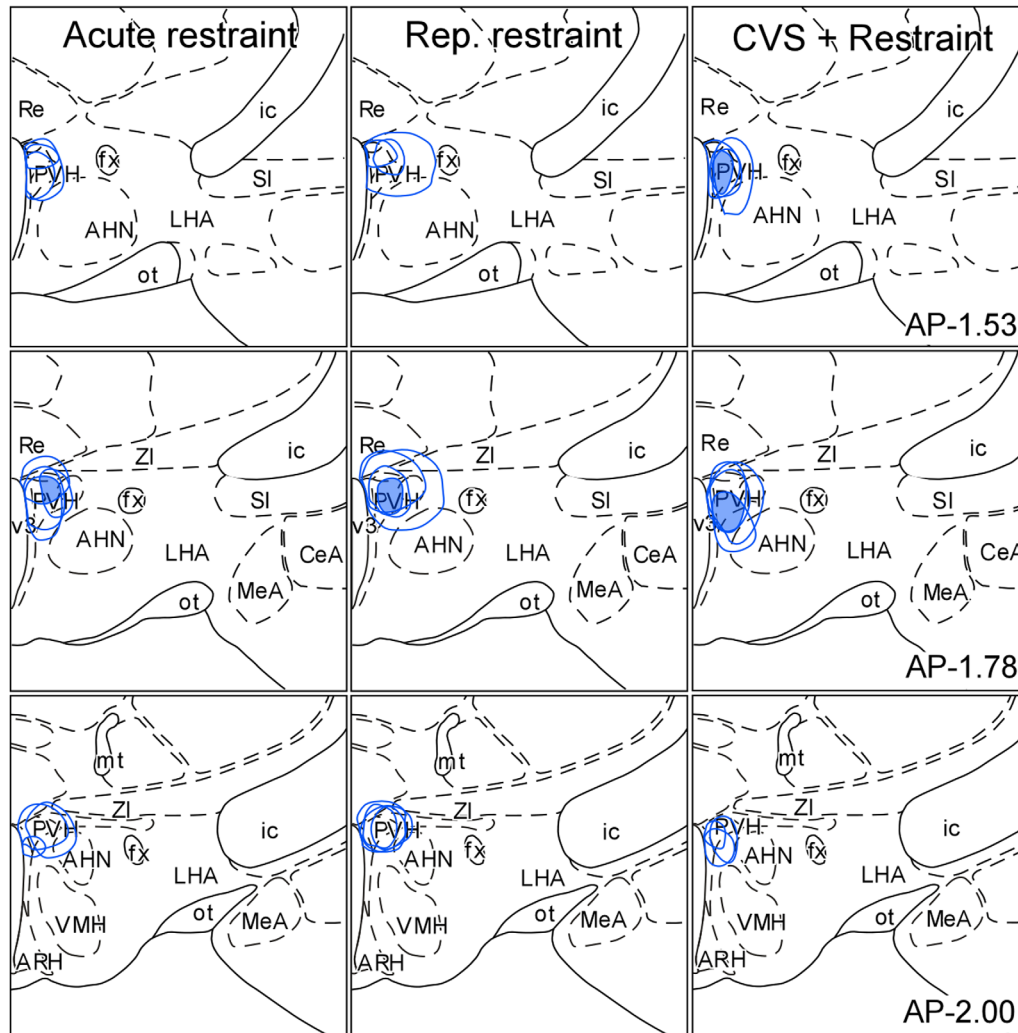 Acute restraint
Re
ic
fx
PVH
SI
AHN
LHA
ot
Rep. restraint
Re
ic
fx
PVH
SI
AHN
LHA
ot
CVS + Restraint
Re
ic
fx
PVH
SI
AHN
LHA
ot
AP-1.53
Re
ZI
ic
PVH
fx
SI
v3
AHN
LHA
CeA
MeA
ot
Re
ZI
ic
PVH
fx
SI
v3
AHN
LHA
CeA
MeA
ot
Re
ZI
ic
PVH
fx
SI
v3
AHN
LHA
CeA
MeA
ot
AP-1.78
mt
ZI
PVH
ic
AHN
fx
LHA
VMH
ot
MeA
ARH
mt
ZI
PVH
ic
AHN
fx
LHA
VMH
ot
MeA
ARH
mt
ZI
PVH
ic
AHN
fx
LHA
VMH
ot
MeA
ARH
AP-2.00